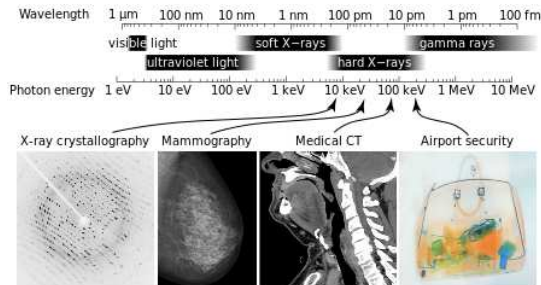 Wavelength 1 μm 100 nm 10 nm 1 nm 100 pm 10 pm 1 pm 100 fm
visible light soft X−rays gamma rays
ultraviolet light hard X−rays
Photon energy 1 eV 10 eV 100 eV 1 keV 10 keV 100 keV 1 MeV 10 MeV
X-ray crystallography Mammography Medical CT Airport security